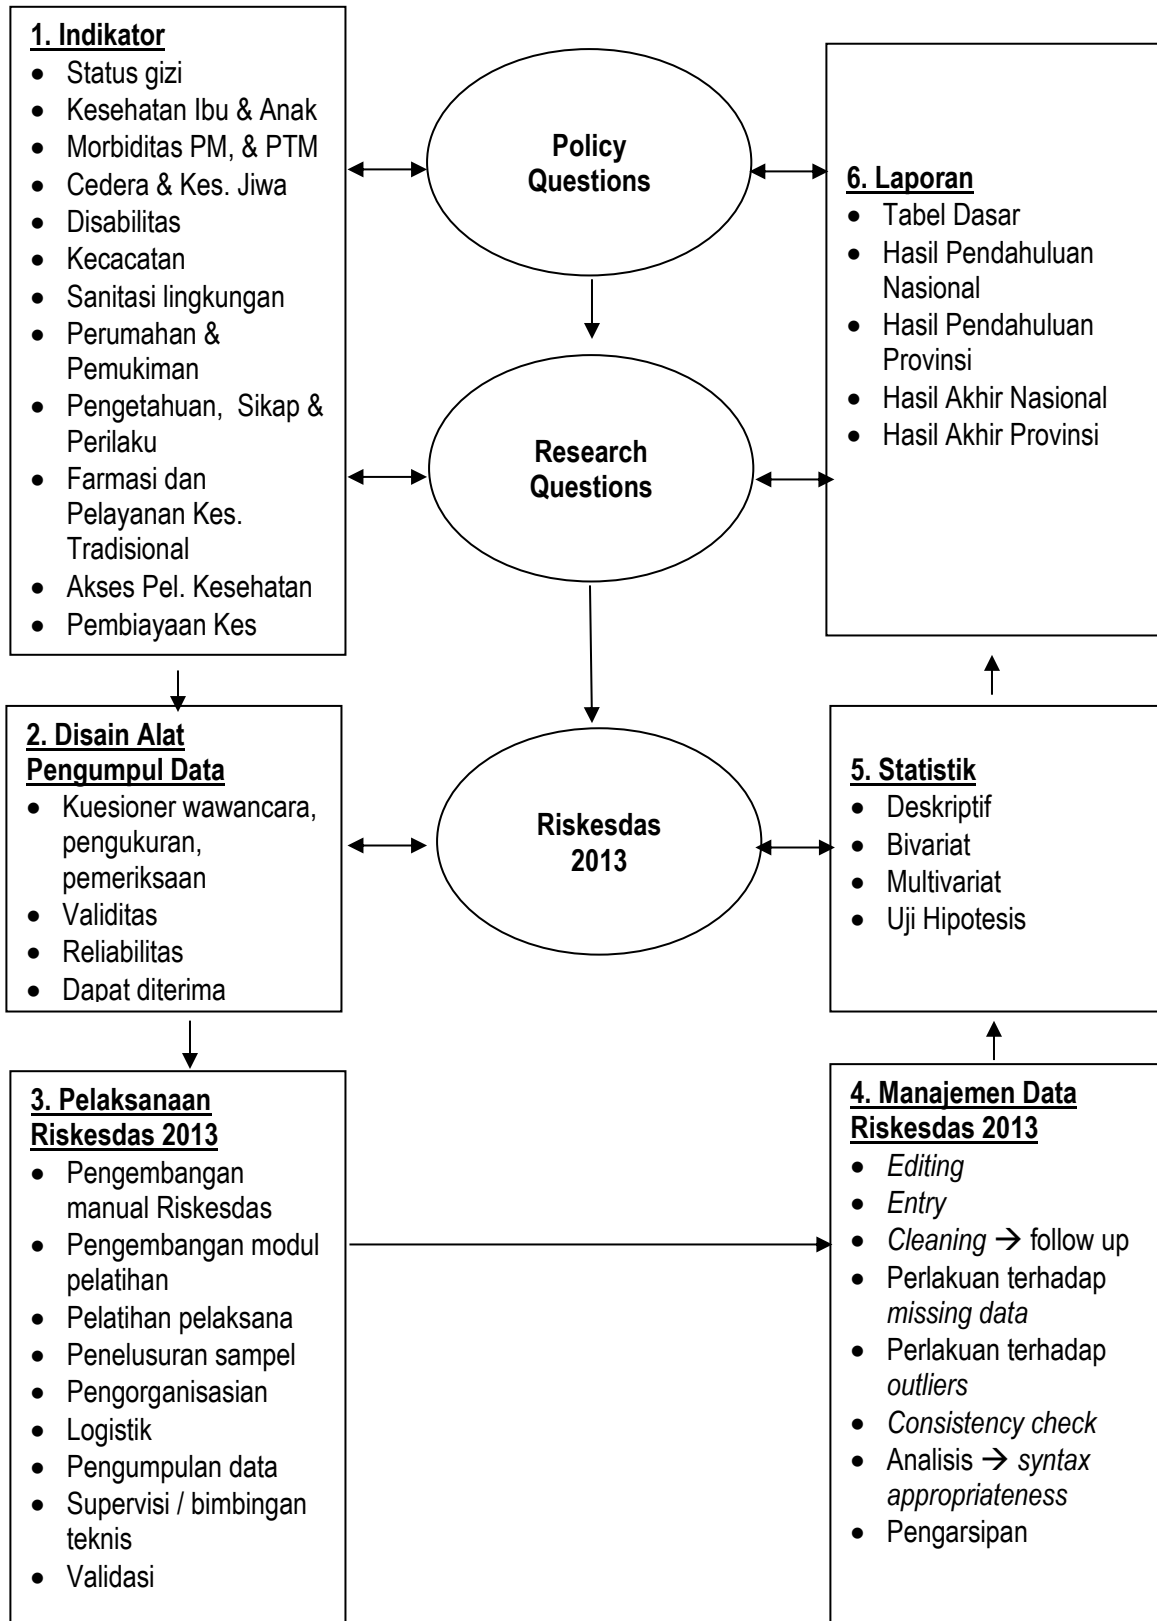 1. Indikator
• Status gizi
• Kesehatan Ibu & Anak
• Morbiditas PM, & PTM
• Cedera & Kes. Jiwa
• Disabilitas
• Kecacatan
• Sanitasi lingkungan
• Perumahan &
Pemukiman
• Pengetahuan, Sikap &
Perilaku
• Farmasi dan
Pelayanan Kes.
Tradisional
• Akses Pel. Kesehatan
• Pembiayaan Kes
Policy
Questions
Research
Questions
Riskesdas
2013
2. Disain Alat
Pengumpul Data
• Kuesioner wawancara,
pengukuran,
pemeriksaan
• Validitas
• Reliabilitas
• Dapat diterima
3. Pelaksanaan
Riskesdas 2013
• Pengembangan
manual Riskesdas
• Pengembangan modul
pelatihan
• Pelatihan pelaksana
• Penelusuran sampel
• Pengorganisasian
• Logistik
• Pengumpulan data
• Supervisi / bimbingan
teknis
• Validasi
4. Manajemen Data
Riskesdas 2013
• Editing
• Entry
• Cleaning → follow up
• Perlakuan terhadap
missing data
• Perlakuan terhadap
outliers
• Consistency check
• Analisis → syntax
appropriateness
• Pengarsipan
5. Statistik
• Deskriptif
• Bivariat
• Multivariat
• Uji Hipotesis
6. Laporan
• Tabel Dasar
• Hasil Pendahuluan
Nasional
• Hasil Pendahuluan
Provinsi
• Hasil Akhir Nasional
• Hasil Akhir Provinsi